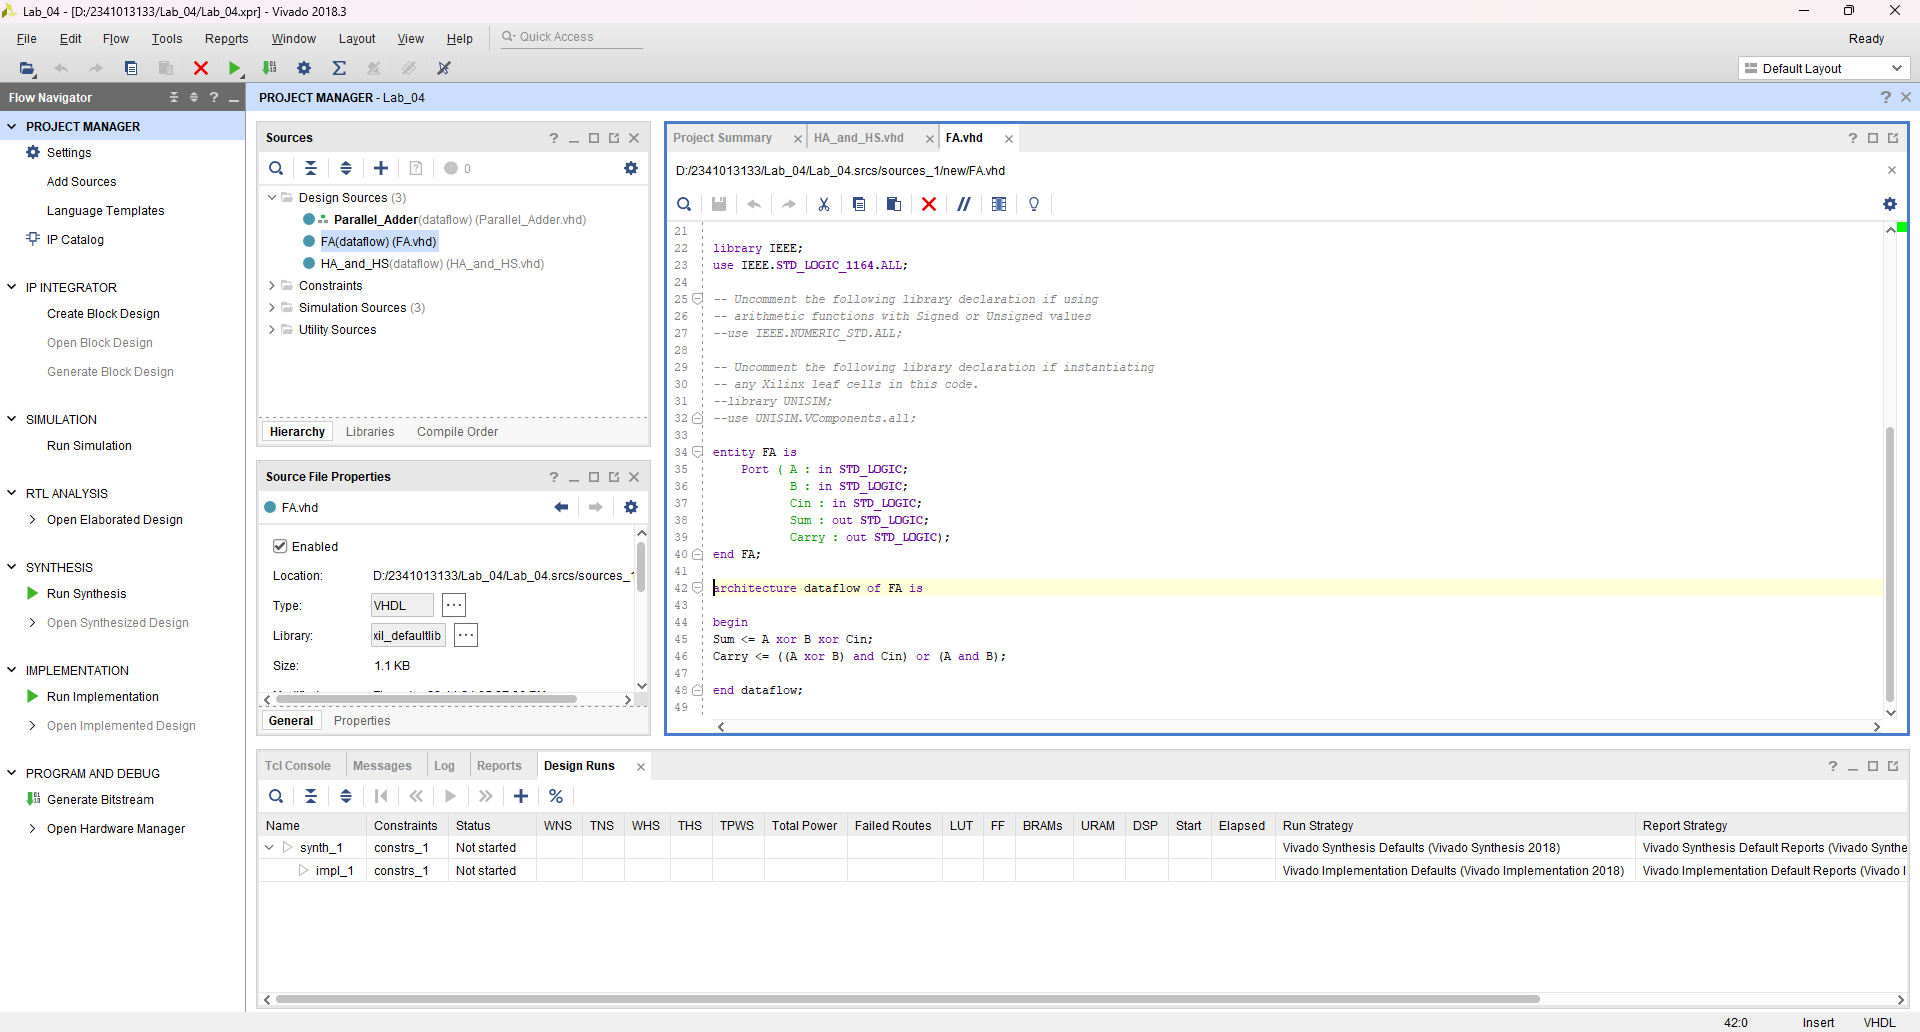 Lab_04 - [D:/2341013133/Lab_04/Lab_04.xpr] - Vivado 2018.3
File Edit Flow Tools Reports Window Layout View Help Quick Access Ready
Default Layout
Flow Navigator
PROJECT MANAGER
Settings
Add Sources
Language Templates
IP Catalog
IP INTEGRATOR
Create Block Design
Open Block Design
Generate Block Design
SIMULATION
Run Simulation
RTL ANALYSIS
Open Elaborated Design
SYNTHESIS
Run Synthesis
Open Synthesized Design
IMPLEMENTATION
Run Implementation
Open Implemented Design
PROGRAM AND DEBUG
Generate Bitstream
Open Hardware Manager
PROJECT MANAGER - Lab_04
Sources
0
Design Sources (3)
Parallel_Adder(dataflow) (Parallel_Adder.vhd)
FA(dataflow) (FA.vhd)
HA_and_HS(dataflow) (HA_and_HS.vhd)
Constraints
Simulation Sources (3)
Utility Sources
Hierarchy Libraries Compile Order
Source File Properties
FA.vhd
Enabled
Location: D:/2341013133/Lab_04/Lab_04.srcs/sources_1
Type: VHDL
Library: xil_defaultlib
Size: 1.1 KB
General Properties
Project Summary HA_and_HS.vhd FA.vhd
D:/2341013133/Lab_04/Lab_04.srcs/sources_1/new/FA.vhd
21
22 library IEEE;
23 use IEEE.STD_LOGIC_1164.ALL;
24
25 -- Uncomment the following library declaration if using
26 -- arithmetic functions with Signed or Unsigned values
27 --use IEEE.NUMERIC_STD.ALL;
28
29 -- Uncomment the following library declaration if instantiating
30 -- any Xilinx leaf cells in this code.
31 --library UNISIM;
32 --use UNISIM.VComponents.all;
33
34 entity FA is
35 Port ( A : in STD_LOGIC;
36 B : in STD_LOGIC;
37 Cin : in STD_LOGIC;
38 Sum : out STD_LOGIC;
39 Carry : out STD_LOGIC);
40 end FA;
41
42 architecture dataflow of FA is
43
44 begin
45 Sum <= A xor B xor Cin;
46 Carry <= ((A xor B) and Cin) or (A and B);
47
48 end dataflow;
49
Tcl Console Messages Log Reports Design Runs
Name Constraints Status WNS TNS WHS THS TPWS Total Power Failed Routes LUT FF BRAMs URAM DSP Start Elapsed Run Strategy Report Strategy
synth_1 constrs_1 Not started Vivado Synthesis Defaults (Vivado Synthesis 2018) Vivado Synthesis Default Reports (Vivado Synthe
impl_1 constrs_1 Not started Vivado Implementation Defaults (Vivado Implementation 2018) Vivado Implementation Default Reports (Vivado I
42:0 Insert VHDL